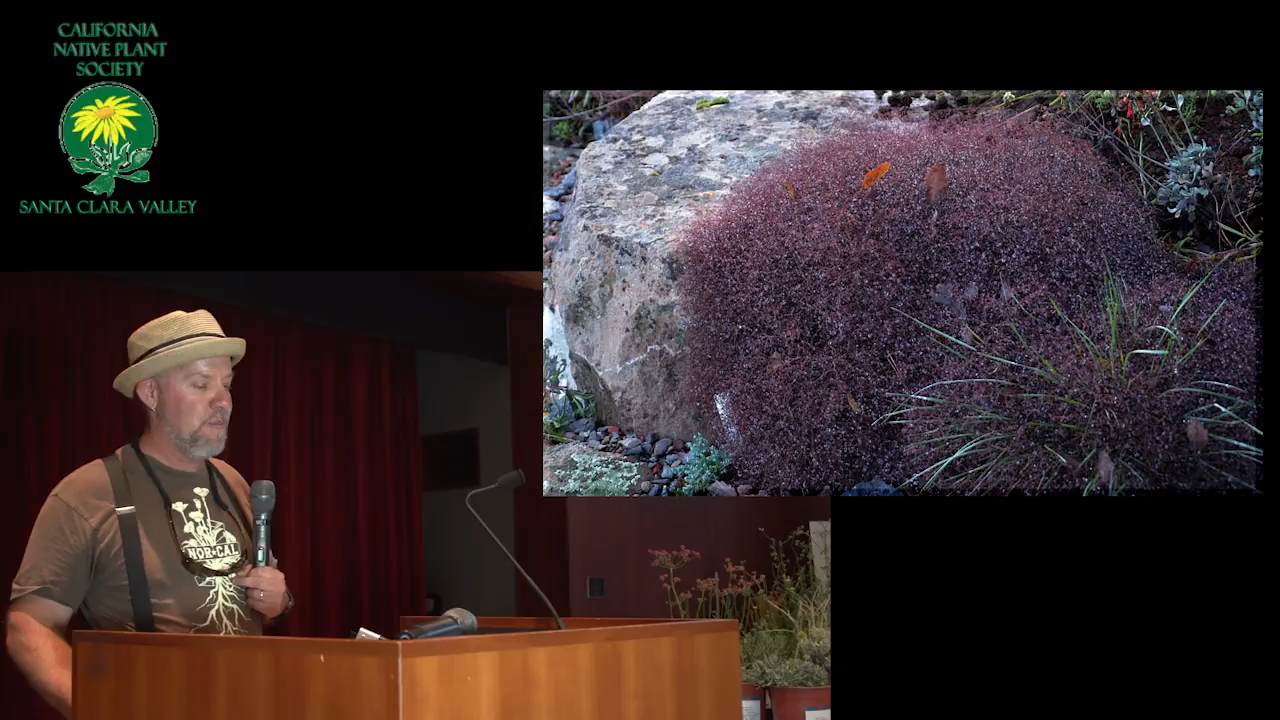 CALIFORNIA
NATIVE PLANT
SOCIETY
SANTA CLARA VALLEY
NOR★CAL